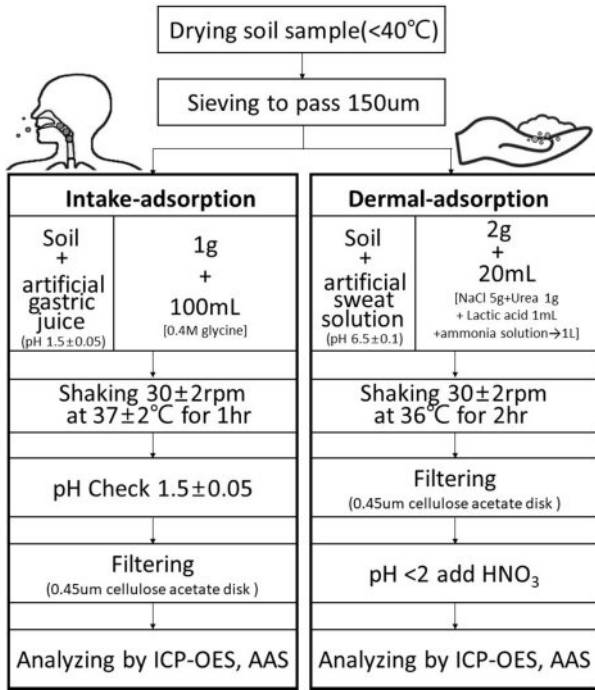 Drying soil sample(<40℃)
Sieving to pass 150um
Intake-adsorption
Soil
+
artificial
gastric
juice
(pH 1.5±0.05)
1g
+
100mL
[0.4M glycine]
Shaking 30±2rpm
at 37±2℃ for 1hr
pH Check 1.5±0.05
Filtering
(0.45um cellulose acetate disk )
Analyzing by ICP-OES, AAS
Dermal-adsorption
Soil
+
artificial
sweat
solution
(pH 6.5±0.1)
2g
+
20mL
[NaCl 5g+Urea 1g
+ Lactic acid 1mL
+ammonia solution→1L]
Shaking 30±2rpm
at 36℃ for 2hr
Filtering
(0.45um cellulose acetate disk )
pH <2 add HNO₃
Analyzing by ICP-OES, AAS